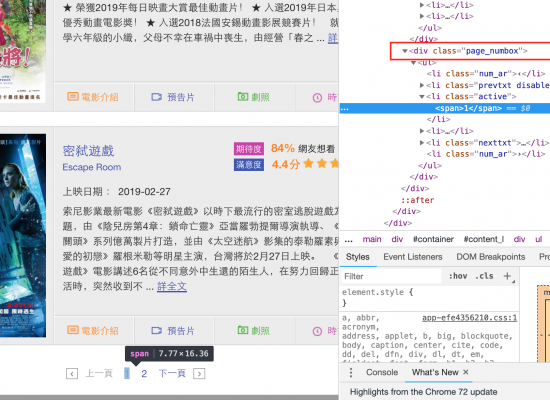 ★ 榮獲2019年每日映畫大賞最佳動畫片！ ★ 入選2019年日本
優秀動畫電影獎！ ★ 入選2018法國安錫動畫影展競賽片！ 就
學六年級的小織，父母不幸在車禍中喪生，由經營「春之 ... 詳
電影介紹
預告片
劇照
時
密弒遊戲
Escape Room
期待度 84% 網友想看
滿意度 4.4分
上映日期： 2019-02-27
索尼影業最新電影《密弒遊戲》以時下最流行的密室逃脫遊戲為
題，由《陰兒房第4章：鎖命亡靈》亞當羅勃提爾導演執導、《
關頭》系列億萬製片打造，並由《太空迷航》影集的泰勒羅素與
愛的初戀》羅根米勒等明星主演，台灣將於2月27日上映。 《
遊戲》電影講述6名從不同意外中生還的陌生人，在努力回歸正
活時，突然收到不 ... 詳全文
電影介紹
預告片
劇照
時
span | 7.77×16.36
‹ 上一頁 1 2 下一頁 ›
▶<li>…</li>
▶<li>…</li>
</ul>
</div>
▼<div class="page_numbox">
▼<ul>
<li class="num_ar">‹</li>
▶<li class="prevtxt disable
▼<li class="active">
… <span>1</span> == $0
</li>
▶<li>…</li>
▶<li class="nexttxt">…</li>
<li class="num_ar">›</li>
</ul>
</div>
</div>
::after
</div>
</div>
… main div #container #content_l div ul
Styles Event Listeners DOM Breakpoints Pro
Filter :hov .cls +
element.style {
}
a, abbr, app-efe4356210.css:1
acronym,
address, applet, b, big, blockquote,
body, caption, center, cite, code,
dd, del, dfn, div, dl, dt, em,
⋮ Console What's New ×
Highlights from the Chrome 72 update